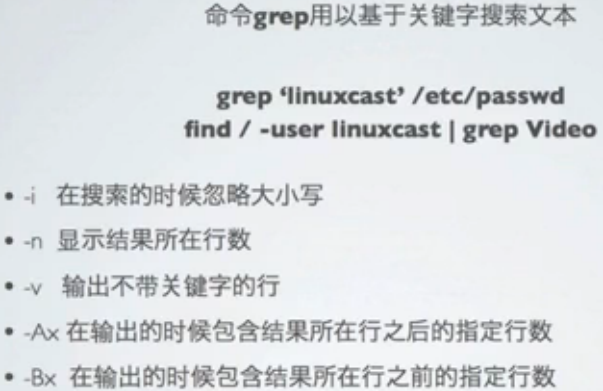 命令grep用以基于关键字搜索文本
grep ‘linuxcast’ /etc/passwd
find / -user linuxcast | grep Video
• -i 在搜索的时候忽略大小写
• -n 显示结果所在行数
• -v 输出不带关键字的行
• -Ax 在输出的时候包含结果所在行之后的指定行数
• -Bx 在输出的时候包含结果所在行之前的指定行数